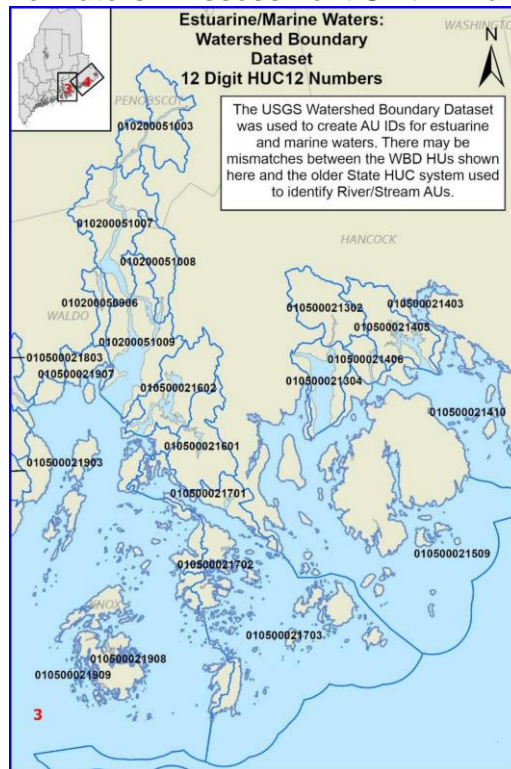 Estuarine/Marine Waters:
Watershed Boundary
Dataset
12 Digit HUC12 Numbers
WASHINGTON
N
3
4
PENOBSCOT
The USGS Watershed Boundary Dataset
was used to create AU IDs for estuarine
and marine waters. There may be
mismatches between the WBD HUs shown
here and the older State HUC system used
to identify River/Stream AUs.
010200051003
010200051007
HANCOCK
010200051008
010200050906
010500021302
010500021403
WALDO
010500021405
010200051009
010500021803
010500021406
010500021907
010500021304
010500021602
010500021410
010500021601
010500021903
010500021701
010500021509
010500021702
KNOX
010500021703
010500021908
010500021909
3